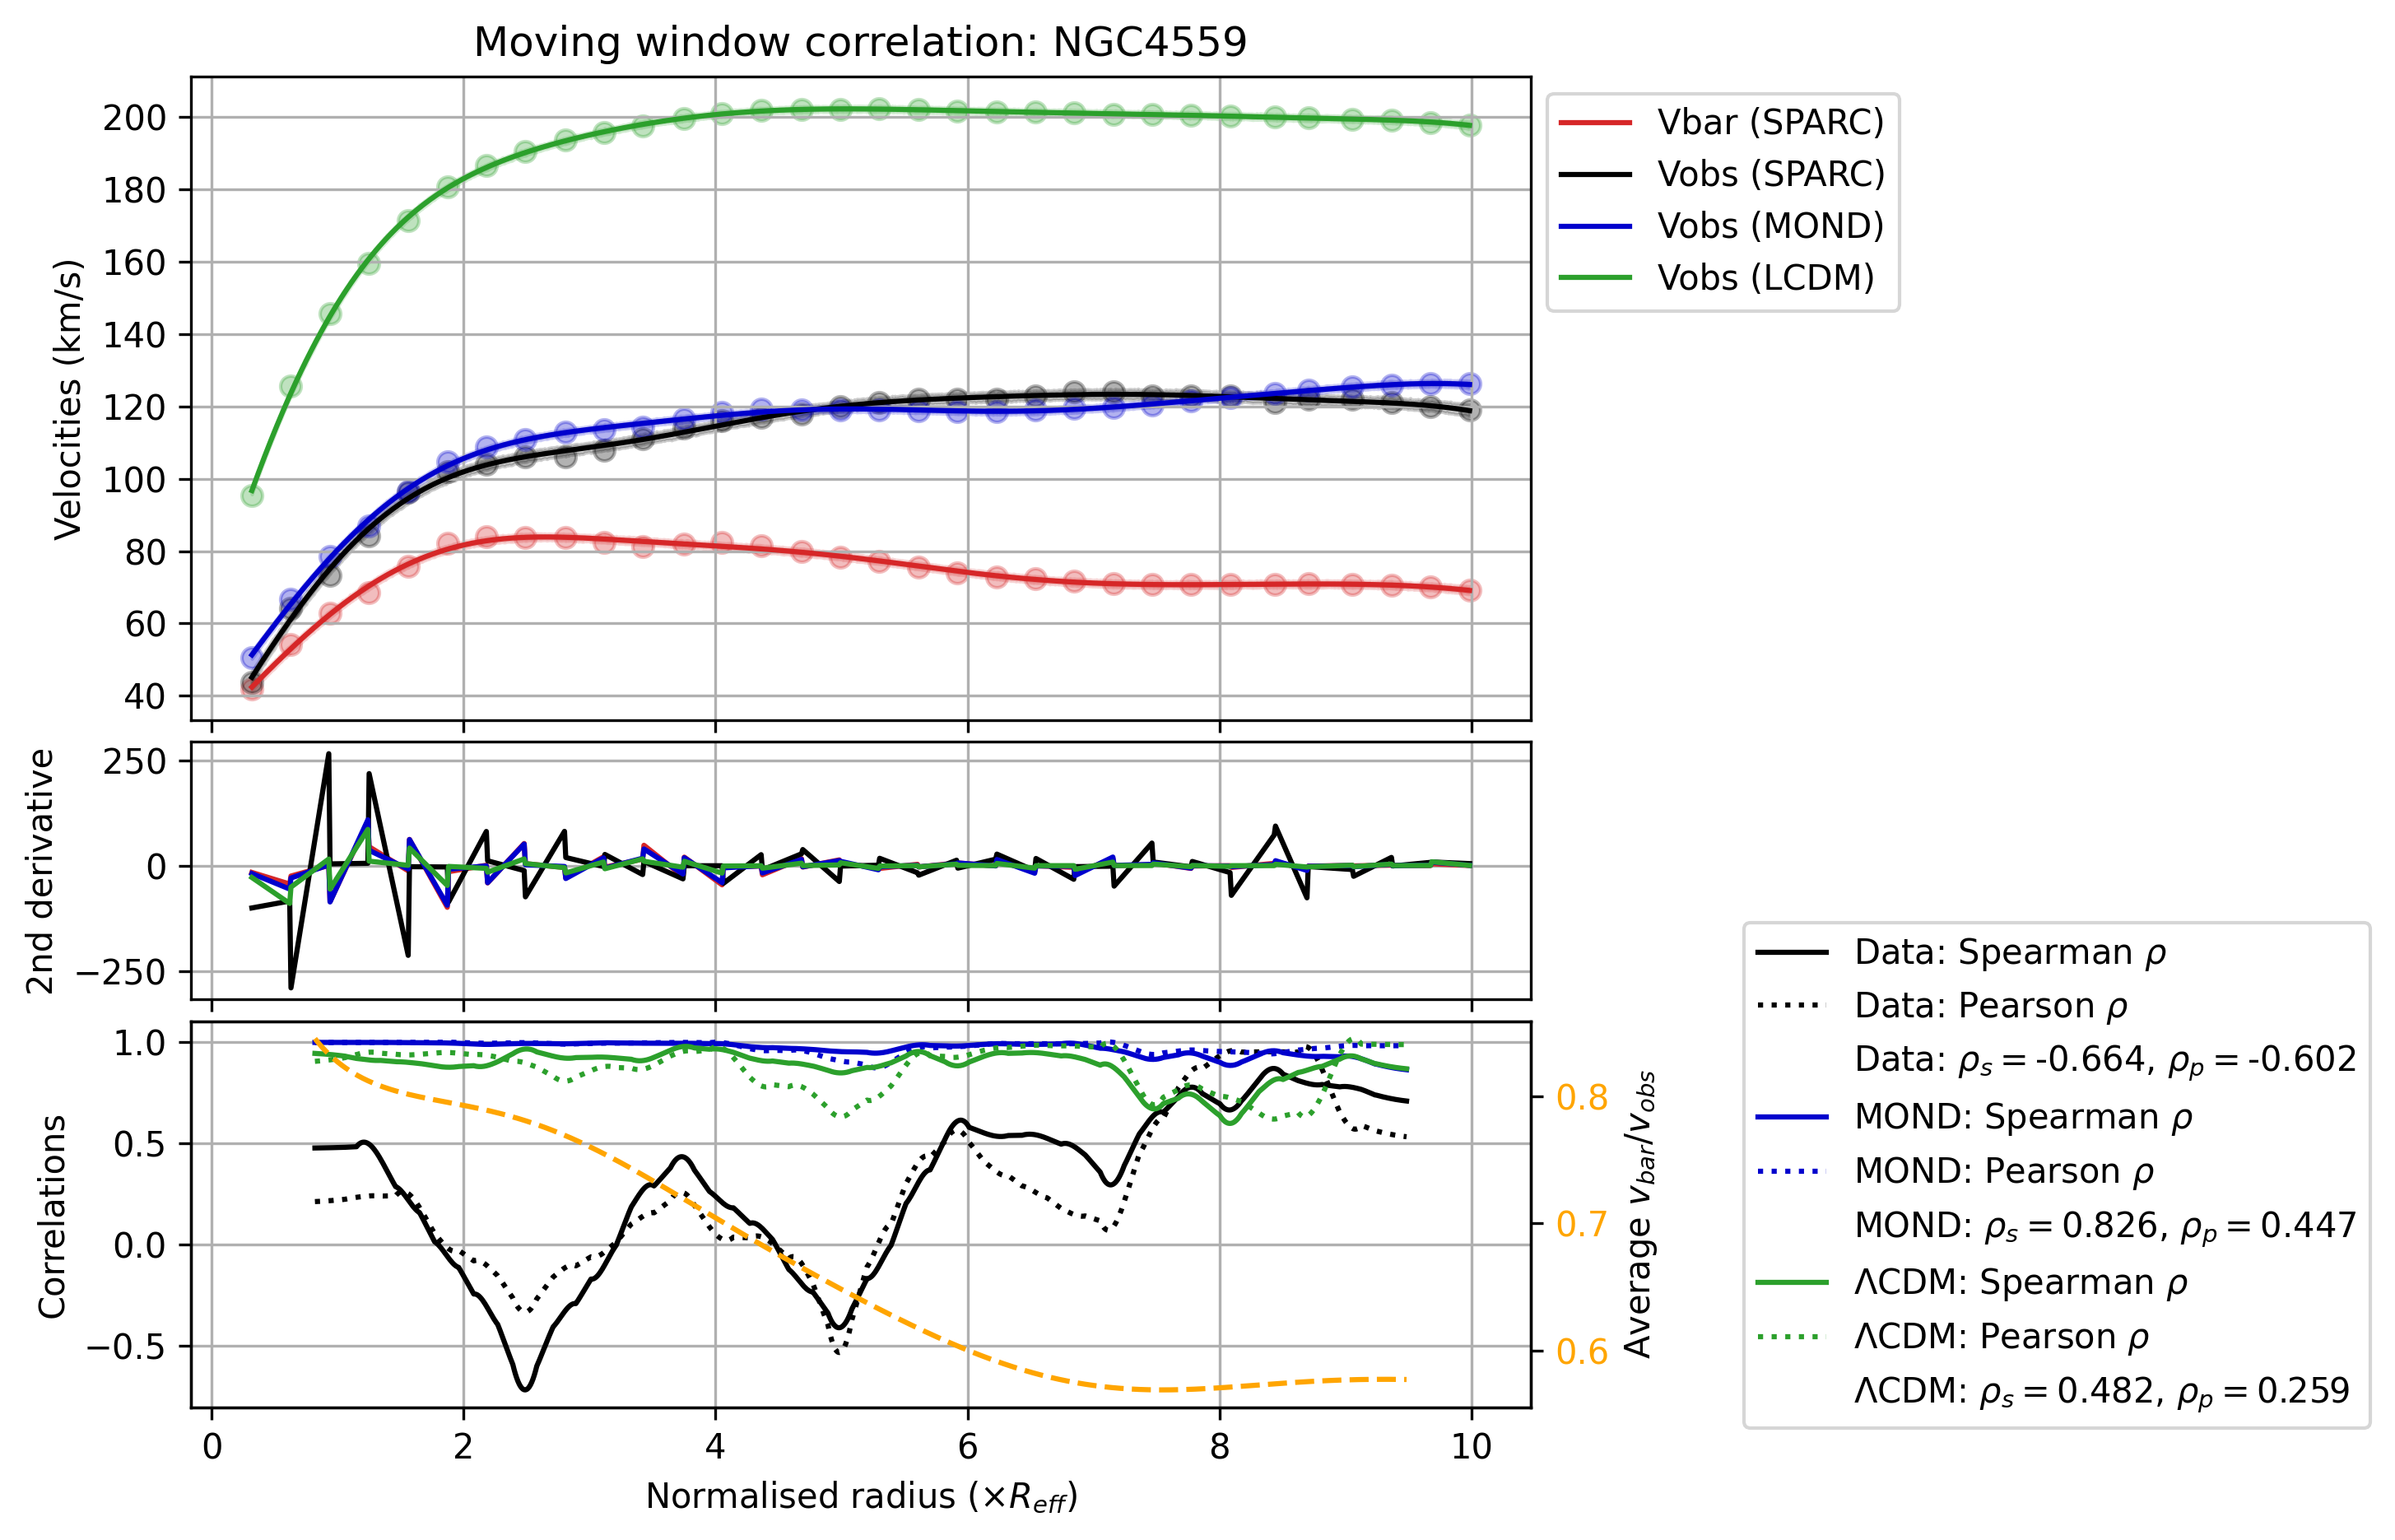 Moving window correlation: NGC4559
Velocities (km/s)
200
180
160
140
120
100
80
60
40
Vbar (SPARC)
Vobs (SPARC)
Vobs (MOND)
Vobs (LCDM)
2nd derivative
250
0
−250
Correlations
1.0
0.5
0.0
−0.5
0.8
0.7
0.6
Average v_bar/v_obs
0 2 4 6 8 10
Normalised radius (×R_eff)
Data: Spearman ρ
Data: Pearson ρ
Data: ρ_s = -0.664, ρ_p = -0.602
MOND: Spearman ρ
MOND: Pearson ρ
MOND: ρ_s = 0.826, ρ_p = 0.447
ΛCDM: Spearman ρ
ΛCDM: Pearson ρ
ΛCDM: ρ_s = 0.482, ρ_p = 0.259